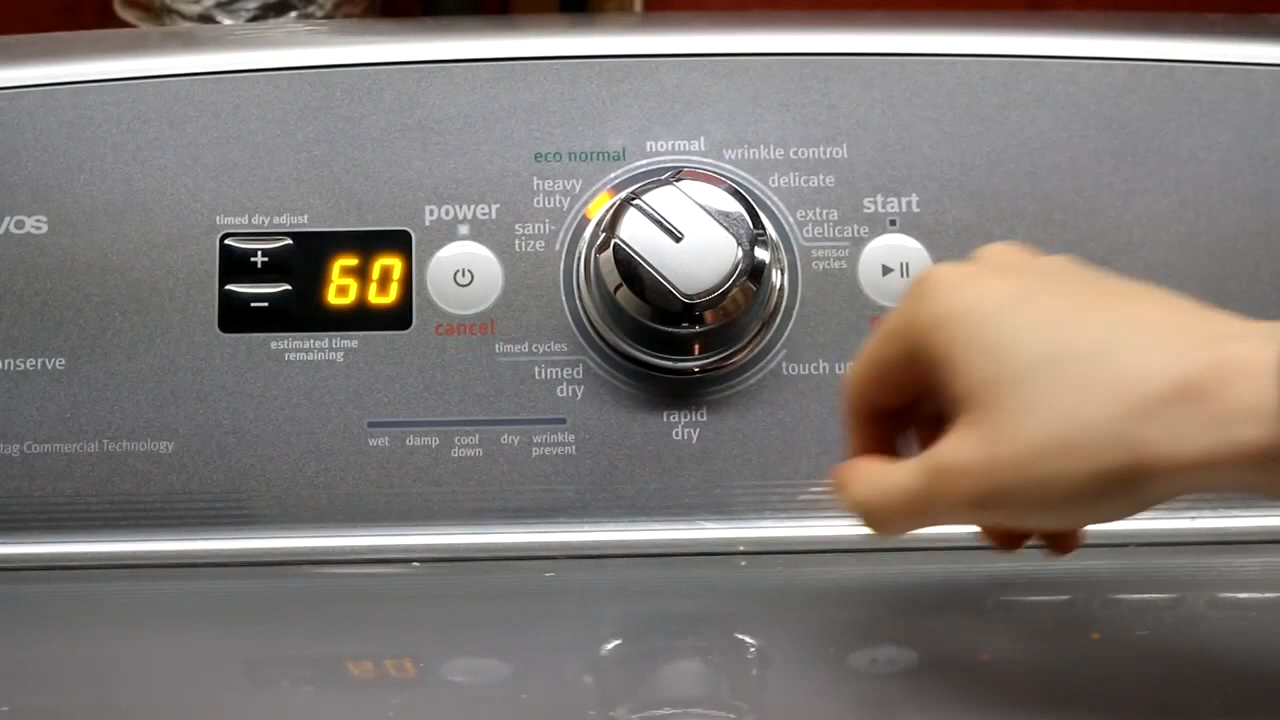 vos
timed dry adjust
+
60
−
estimated time
remaining
power
cancel
eco normal
normal
wrinkle control
heavy
duty
delicate
sani-
tize
extra
delicate
sensor
cycles
start
timed cycles
timed
dry
rapid
dry
touch u
onserve
wet
damp
cool
down
dry
wrinkle
prevent
tag Commercial Technology